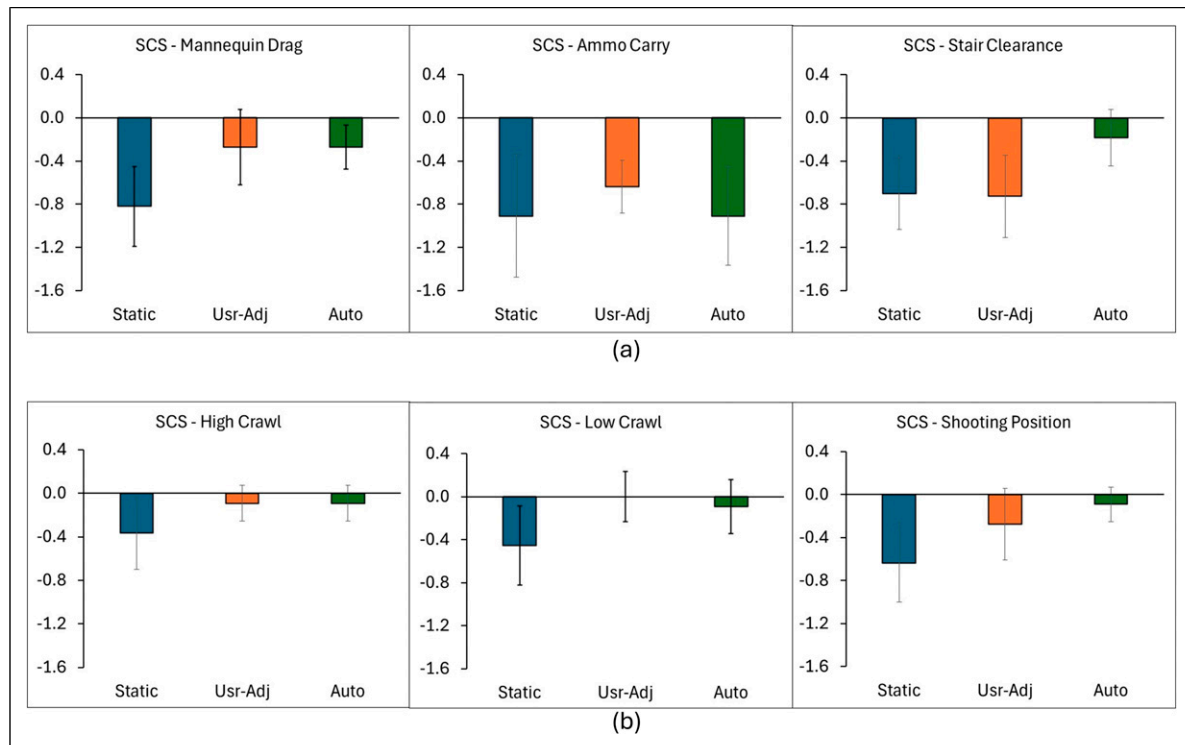 SCS - Mannequin Drag
0.4
0.0
-0.4
-0.8
-1.2
-1.6
Static Usr-Adj Auto
SCS - Ammo Carry
0.4
0.0
-0.4
-0.8
-1.2
-1.6
Static Usr-Adj Auto
SCS - Stair Clearance
0.4
0.0
-0.4
-0.8
-1.2
-1.6
Static Usr-Adj Auto
(a)
SCS - High Crawl
0.4
0.0
-0.4
-0.8
-1.2
-1.6
Static Usr-Adj Auto
SCS - Low Crawl
0.4
0.0
-0.4
-0.8
-1.2
-1.6
Static Usr-Adj Auto
SCS - Shooting Position
0.4
0.0
-0.4
-0.8
-1.2
-1.6
Static Usr-Adj Auto
(b)